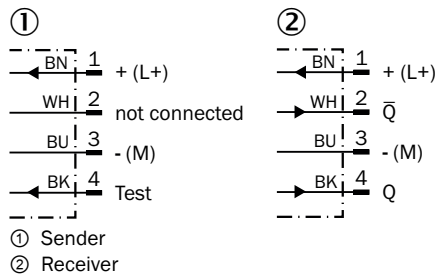 ① ②
BN 1 + (L+) BN 1 + (L+)
WH 2 not connected WH 2 Q̅
BU 3 - (M) BU 3 - (M)
BK 4 Test BK 4 Q
① Sender
② Receiver